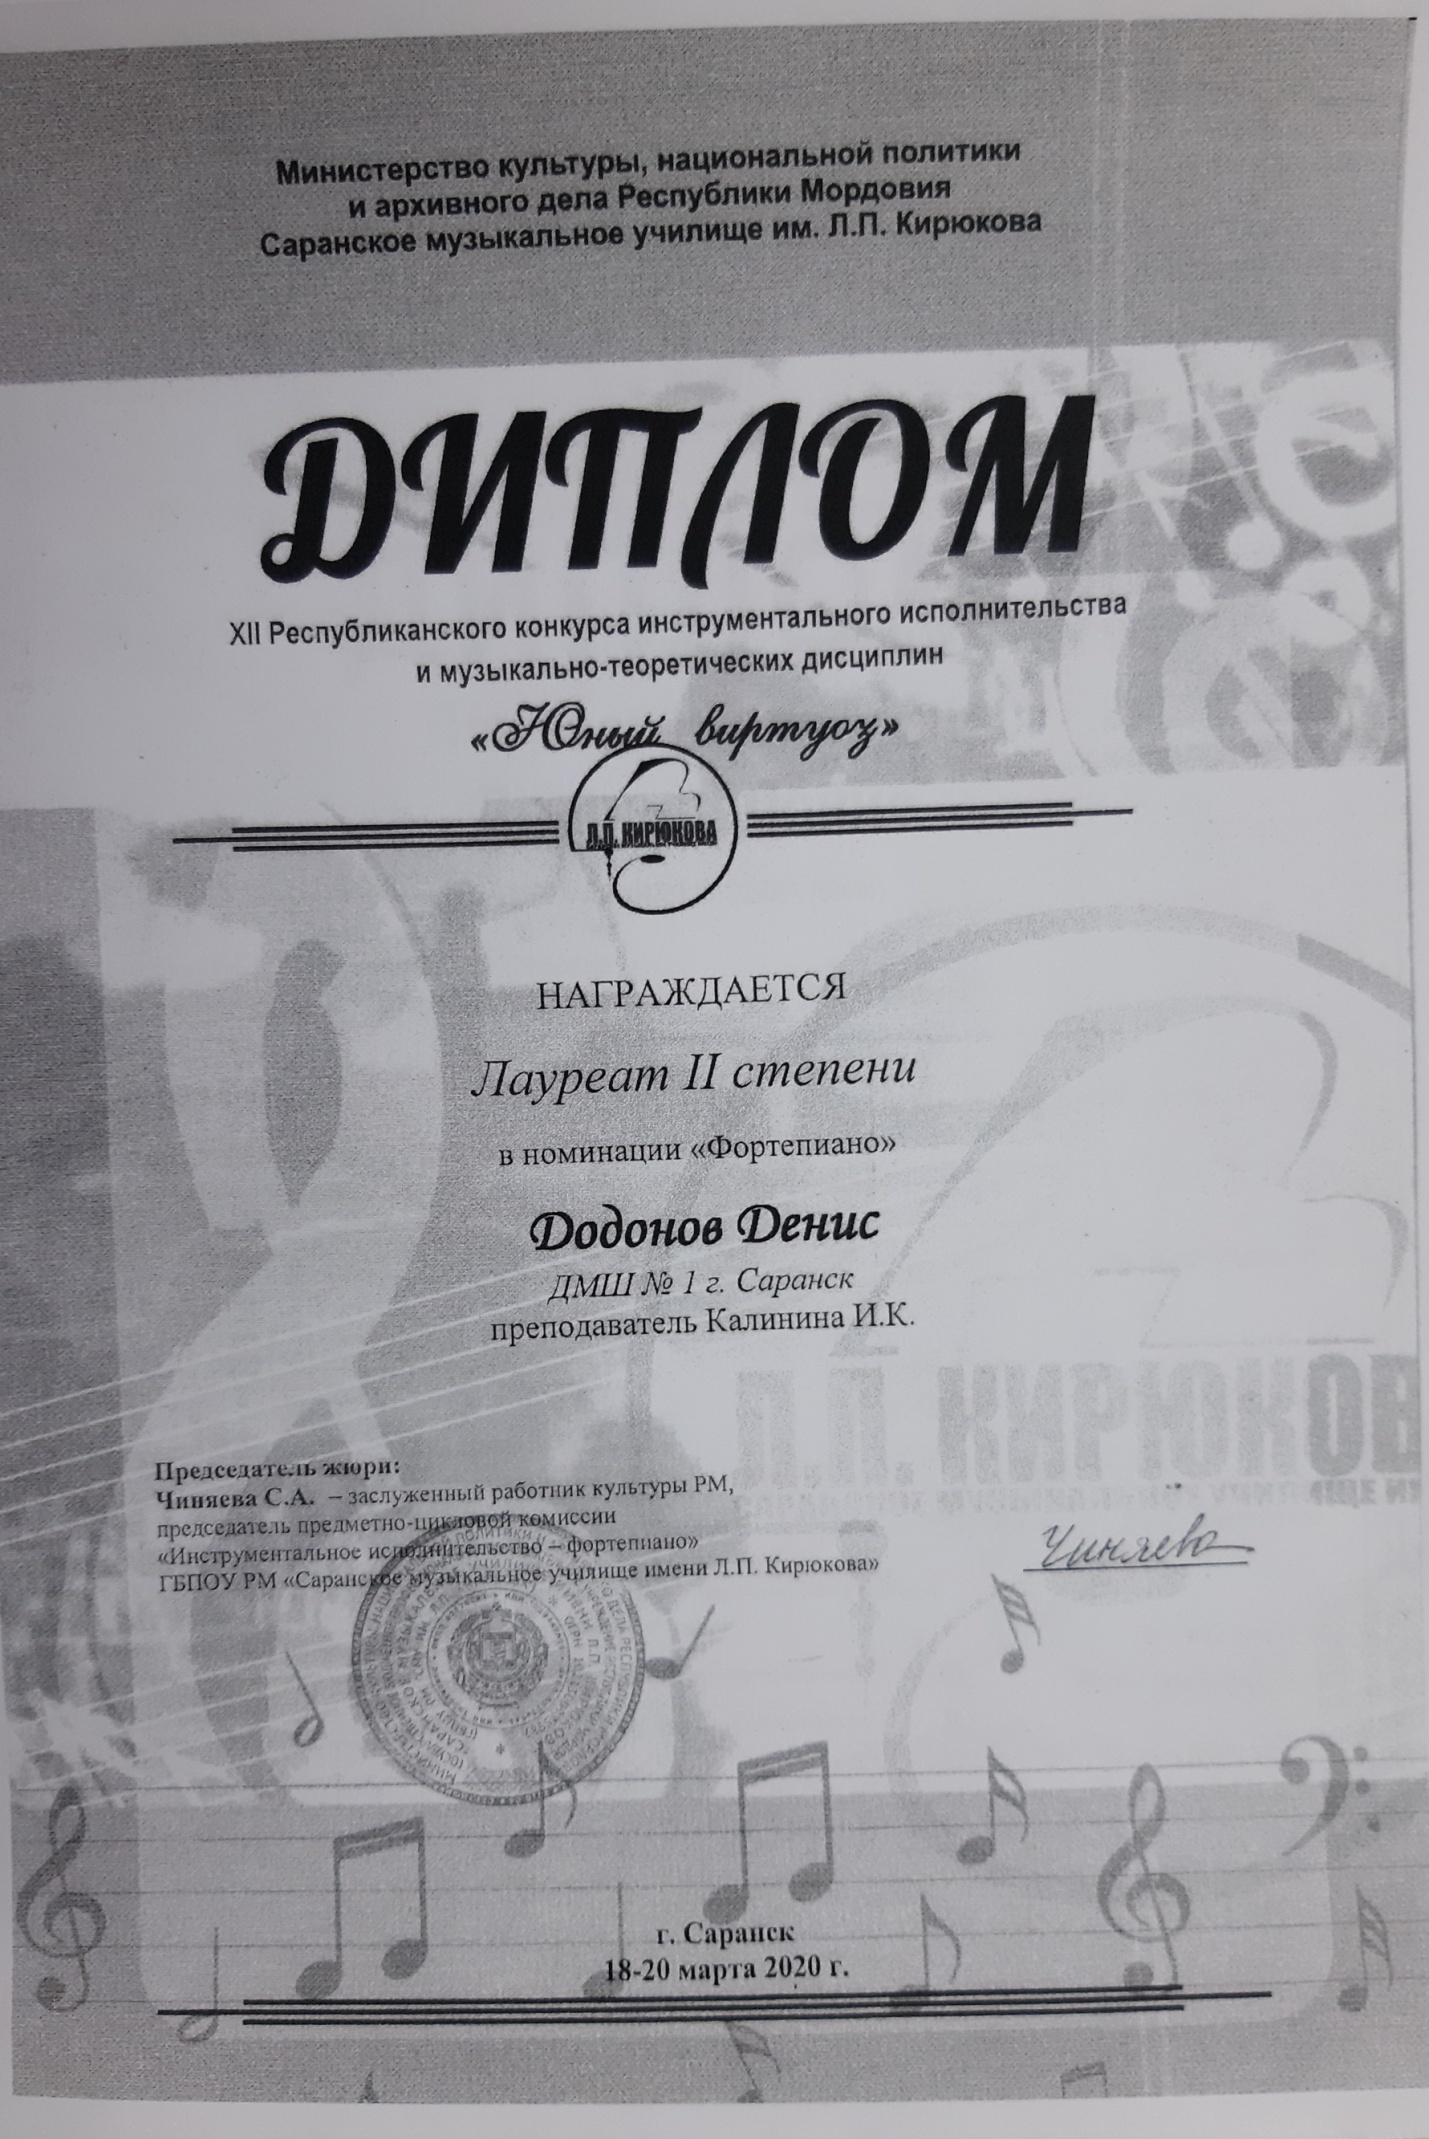 Министерство культуры, национальной политики
и архивного дела Республики Мордовия
Саранское музыкальное училище им. Л.П. Кирюкова
ДИПЛОМ
XII Республиканского конкурса инструментального исполнительства
и музыкально-теоретических дисциплин
«Юный виртуоз»
Л.П. КИРЮКОВА
НАГРАЖДАЕТСЯ
Лауреат II степени
в номинации «Фортепиано»
Додонов Денис
ДМШ № 1 г. Саранск
преподаватель Калинина И.К.
Л.П. КИРЮКОВ
Председатель жюри:
Чиняева С.А. – заслуженный работник культуры РМ,
председатель предметно-цикловой комиссии
«Инструментальное исполнительство – фортепиано»
ГБПОУ РМ «Саранское музыкальное училище имени Л.П. Кирюкова»
Чиняева
г. Саранск
18-20 марта 2020 г.